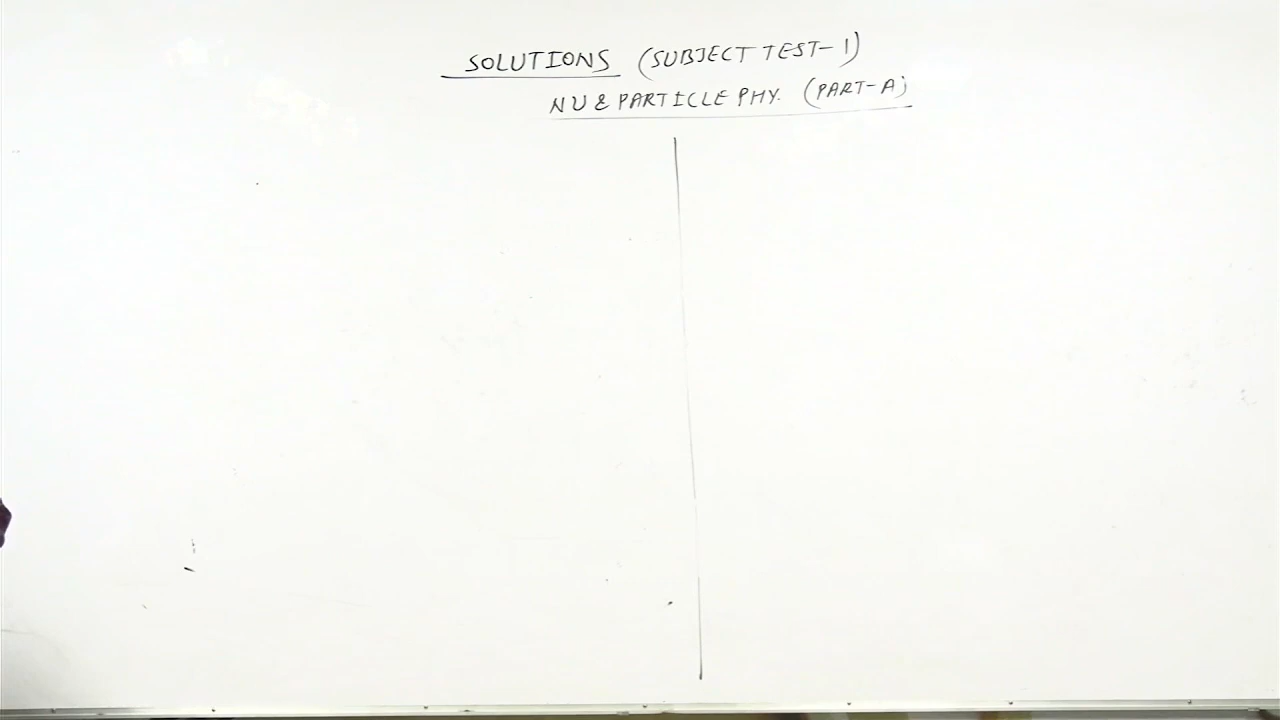 SOLUTIONS (SUBJECT TEST-1)
NU & PARTICLE PHY. (PART-A)